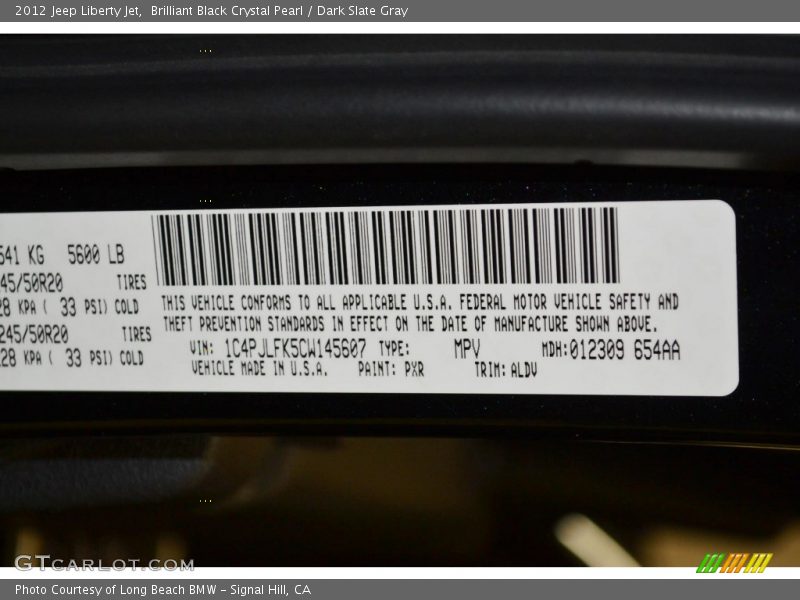 2012 Jeep Liberty Jet,  Brilliant Black Crystal Pearl / Dark Slate Gray
541 KG 5600 LB
45/50R20 TIRES
28 KPA ( 33 PSI) COLD
245/50R20 TIRES
228 KPA ( 33 PSI) COLD
THIS VEHICLE CONFORMS TO ALL APPLICABLE U.S.A. FEDERAL MOTOR VEHICLE SAFETY AND
THEFT PREVENTION STANDARDS IN EFFECT ON THE DATE OF MANUFACTURE SHOWN ABOVE.
VIN: 1C4PJLFK5CW145607 TYPE: MPV MDH:012309 654AA
VEHICLE MADE IN U.S.A. PAINT: PXR TRIM: ALDV
GTCARLOT.COM
Photo Courtesy of Long Beach BMW - Signal Hill, CA